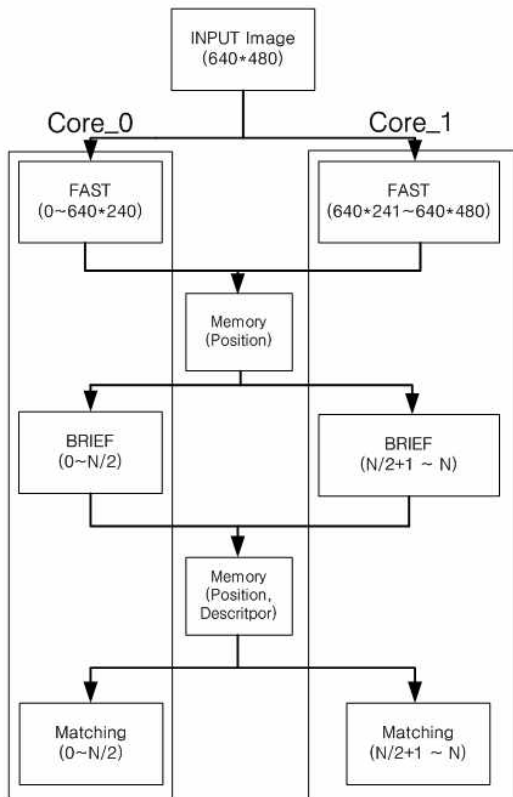 INPUT Image
(640*480)
Core_0
Core_1
FAST
(0~640*240)
FAST
(640*241~640*480)
Memory
(Position)
BRIEF
(0~N/2)
BRIEF
(N/2+1 ~ N)
Memory
(Position,
Descritpor)
Matching
(0~N/2)
Matching
(N/2+1 ~ N)